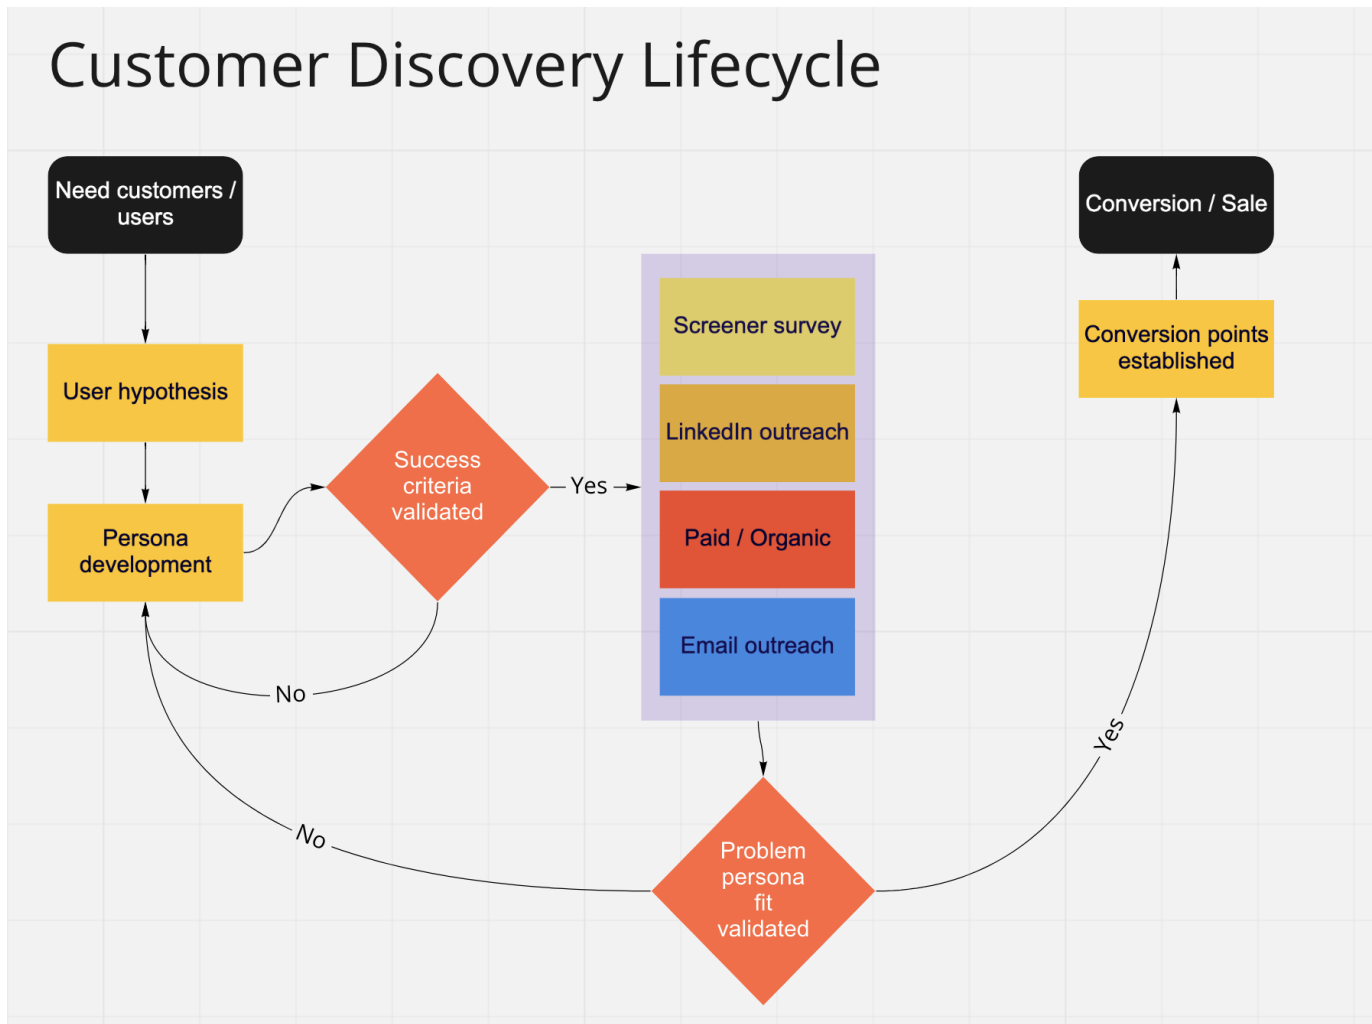 Customer Discovery Lifecycle
Need customers /
users
User hypothesis
Persona
development
Success
criteria
validated
Yes
No
No
Screener survey
LinkedIn outreach
Paid / Organic
Email outreach
Problem
persona
fit
validated
Yes
Conversion points
established
Conversion / Sale